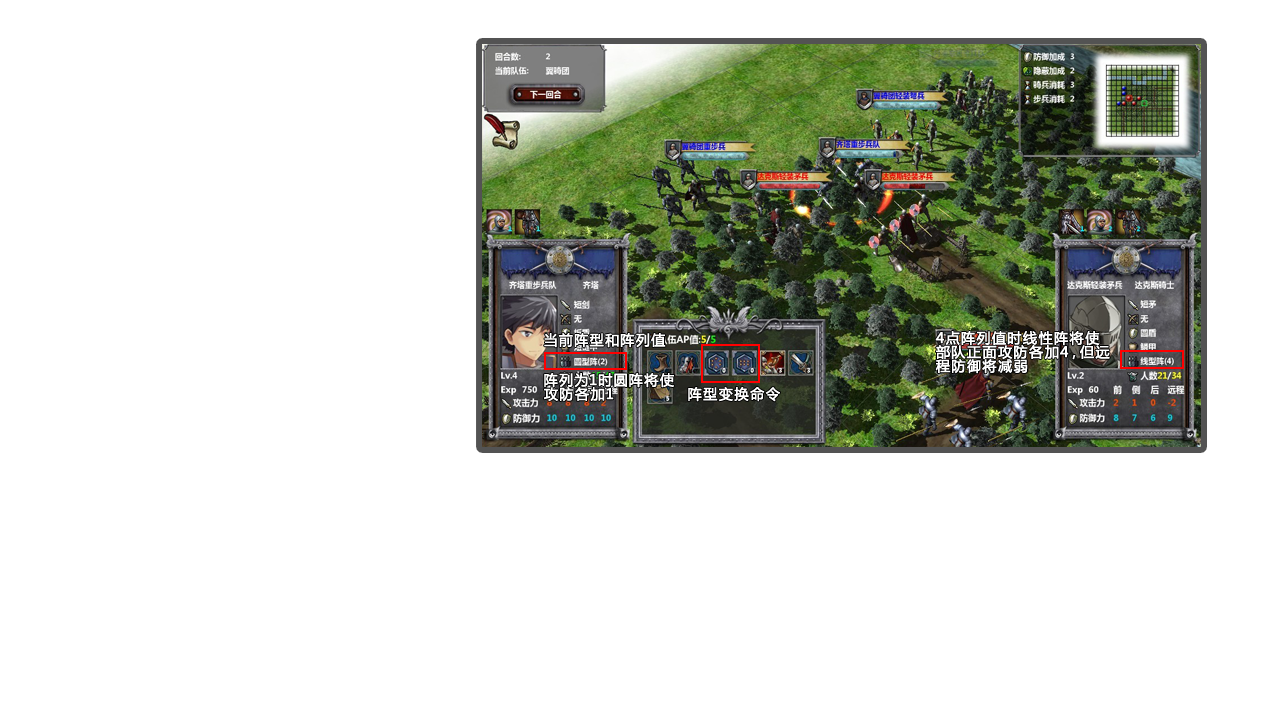 回合数: 2
当前队伍: 翼骑团
下一回合
防御加成 3
隐蔽加成 2
骑兵消耗 3
步兵消耗 2
翼骑团轻装弩兵
翼骑团重步兵
齐塔重步兵队
达克斯轻装矛兵
达克斯轻装矛兵
齐塔重步兵队 齐塔
短剑
无
当前阵型和阵列值
圆型阵(2)
阵列为1时圆阵将使
攻防各加1
Lv.4
Exp 750
攻击力
防御力 10 10 10 10
伍AP值:5/5
阵型变换命令
4点阵列值时线性阵将使
部队正面攻防各加4,但远
程防御将减弱
达克斯轻装矛兵 达克斯骑士
短矛
无
圆盾
鳞甲
线型阵(4)
Lv.2 人数21/34
Exp 60 前 侧 后 远程
攻击力 2 1 0 -2
防御力 8 7 6 9